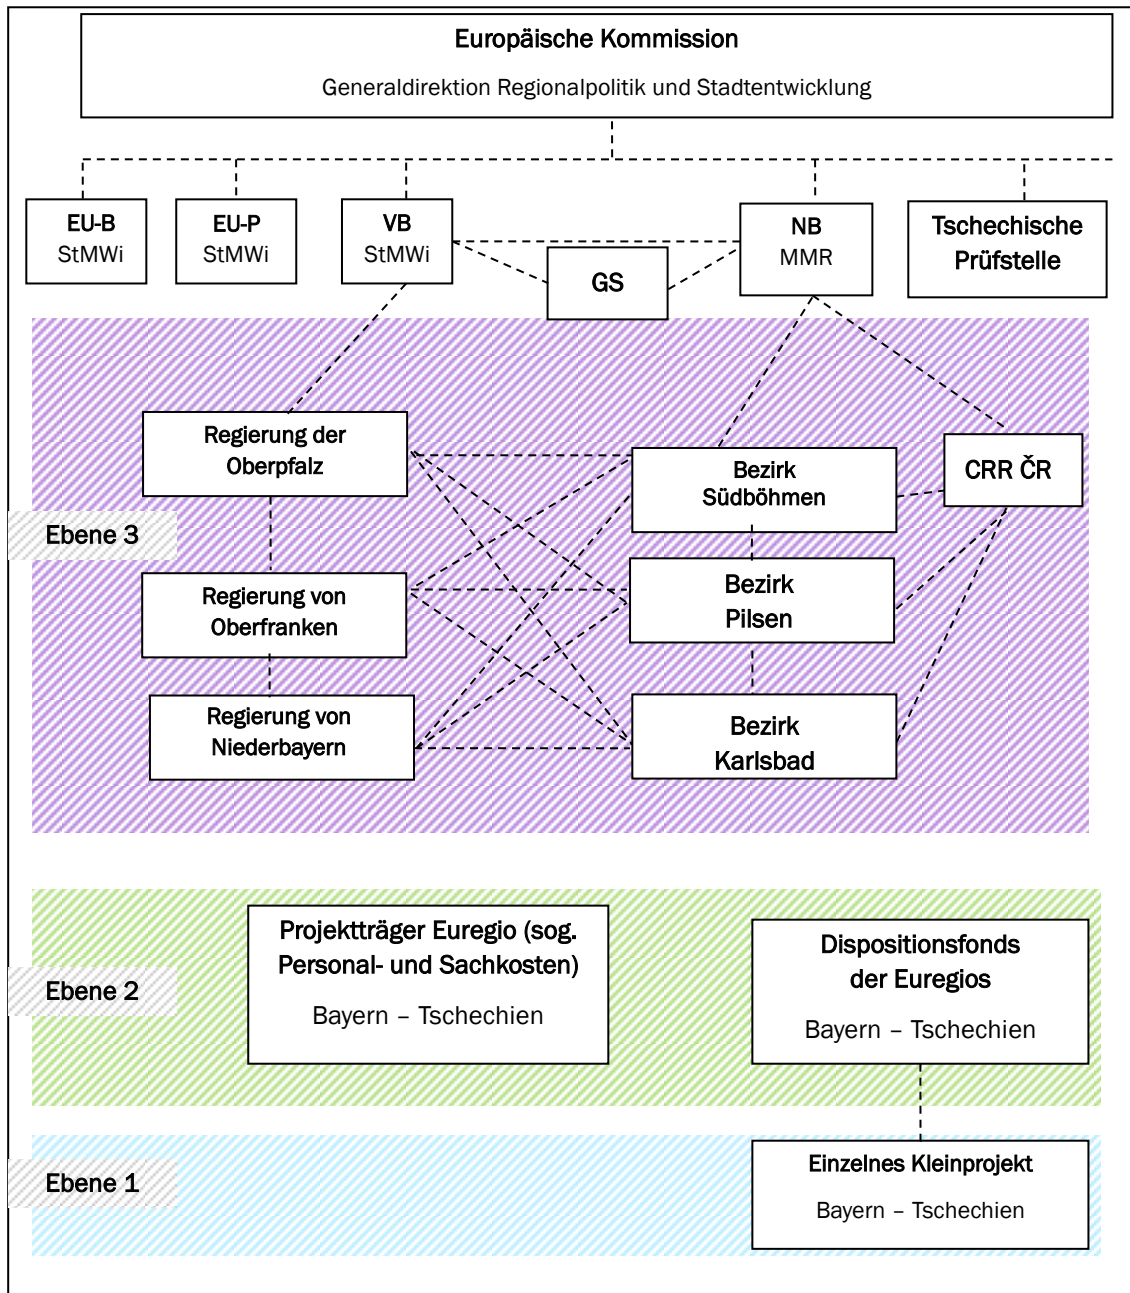 Europäische Kommission
Generaldirektion Regionalpolitik und Stadtentwicklung
EU-B
StMWi
EU-P
StMWi
VB
StMWi
GS
NB
MMR
Tschechische
Prüfstelle
Ebene 3
Regierung der
Oberpfalz
Regierung von
Oberfranken
Regierung von
Niederbayern
Bezirk
Südböhmen
Bezirk
Pilsen
Bezirk
Karlsbad
CRR ČR
Ebene 2
Projektträger Euregio (sog.
Personal- und Sachkosten)
Bayern – Tschechien
Dispositionsfonds
der Euregios
Bayern – Tschechien
Ebene 1
Einzelnes Kleinprojekt
Bayern – Tschechien